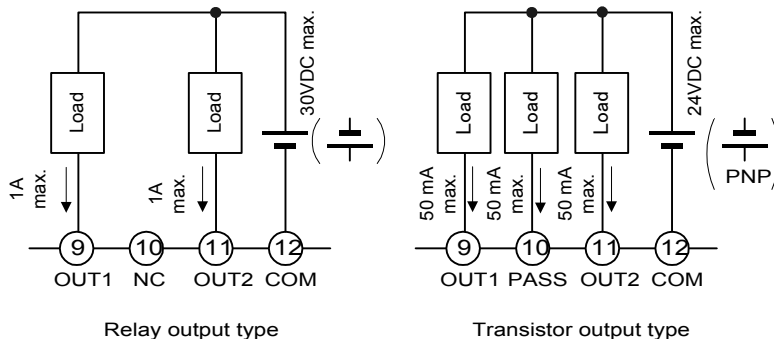 Load
Load
30VDC max.
1A
max.
1A
max.
9
10
11
12
OUT1 NC OUT2 COM
Relay output type
Load
Load
Load
24VDC max.
PNP
50 mA
max.
50 mA
max.
50 mA
max.
9
10
11
12
OUT1 PASS OUT2 COM
Transistor output type